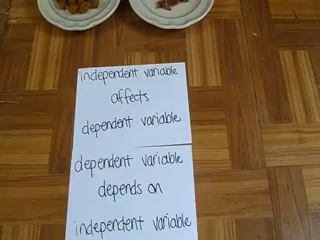 independent variable
affects
dependent variable
dependent variable
depends on
independent variable